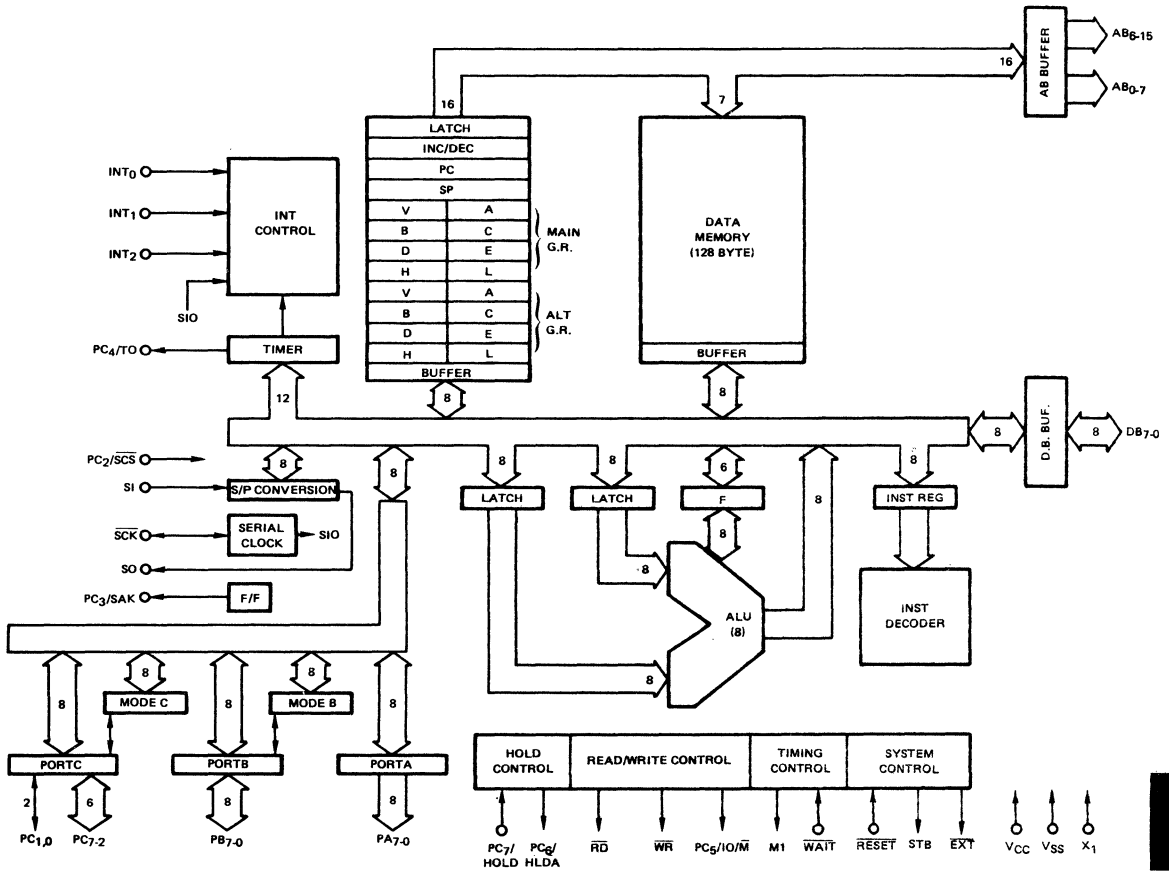 AB6-15
16
AB BUFFER
AB0-7
16
7
LATCH
INC/DEC
PC
SP
V A
B C
D E
H L
MAIN
G.R.
V A
B C
D E
H L
ALT
G.R.
BUFFER
DATA
MEMORY
(128 BYTE)
BUFFER
INT0
INT1
INT2
INT
CONTROL
SIO
PC4/TO
TIMER
12
8
8
8
D.B. BUF.
8
DB7-0
PC2/SCS
8
8
8
8
6
8
8
SI
S/P CONVERSION
LATCH
LATCH
F
INST REG
SCK
SERIAL
CLOCK
SIO
8
SO
8
PC3/SAK
F/F
ALU
(8)
INST
DECODER
8
8
8
8
8
8
8
MODE C
MODE B
PORTC
PORTB
PORTA
2
6
8
8
PC1,0
PC7-2
PB7-0
PA7-0
HOLD
CONTROL
READ/WRITE CONTROL
TIMING
CONTROL
SYSTEM
CONTROL
PC7/
HOLD
PC6/
HLDA
RD
WR
PC5/IO/M
M1
WAIT
RESET
STB
EXT
VCC
VSS
X1